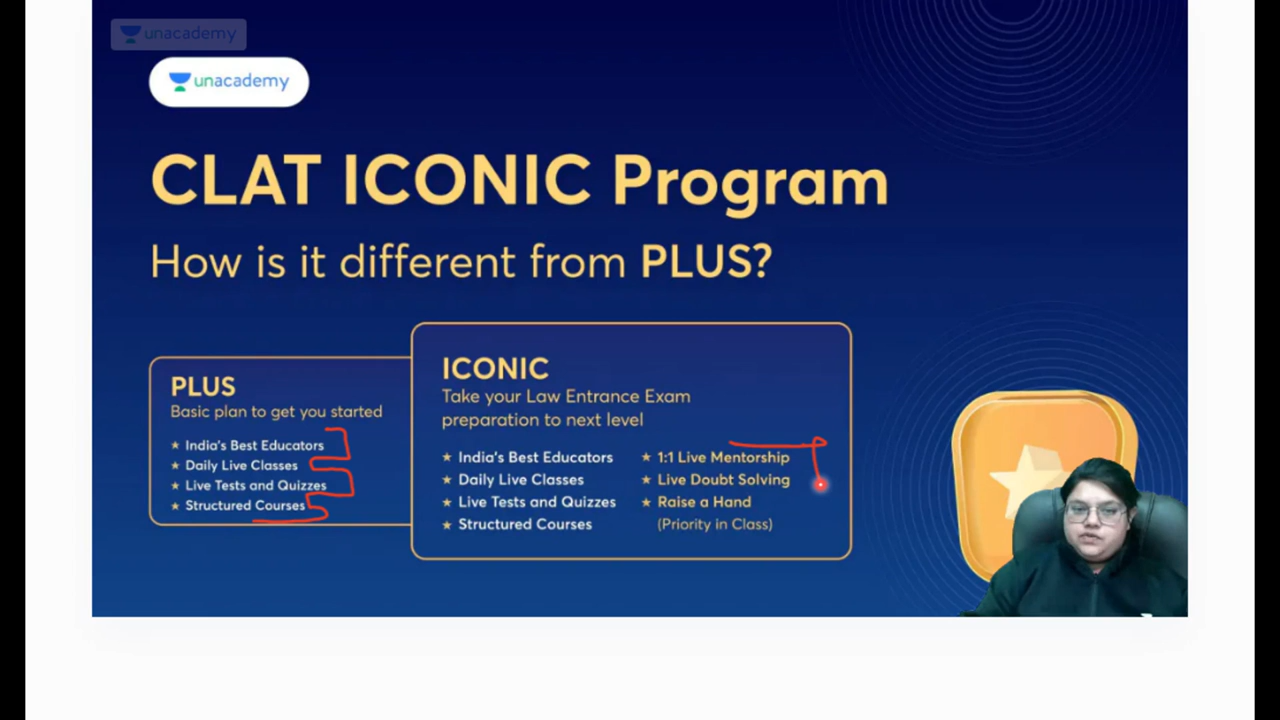 unacademy
unacademy
CLAT ICONIC Program
How is it different from PLUS?
PLUS
Basic plan to get you started
★ India's Best Educators
★ Daily Live Classes
★ Live Tests and Quizzes
★ Structured Courses
ICONIC
Take your Law Entrance Exam
preparation to next level
★ India's Best Educators
★ Daily Live Classes
★ Live Tests and Quizzes
★ Structured Courses
★ 1:1 Live Mentorship
★ Live Doubt Solving
★ Raise a Hand
(Priority in Class)